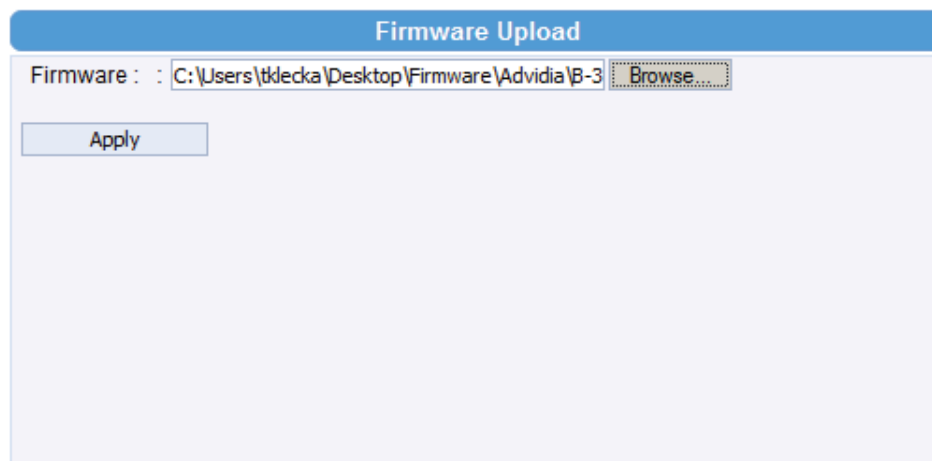 Firmware Upload
Firmware : : C:\Users\tklecka\Desktop\Firmware\Advidia\B-3 Browse...
Apply